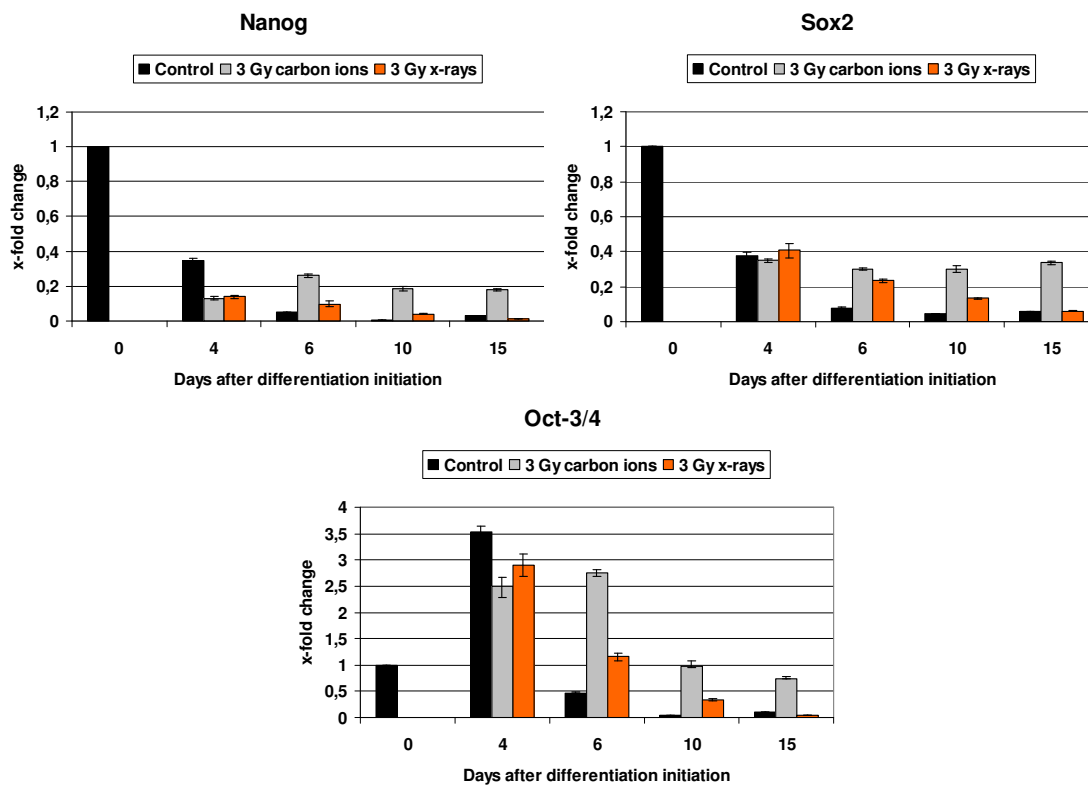 Nanog
Control 3 Gy carbon ions 3 Gy x-rays
1,2
1
0,8
0,6
0,4
0,2
0
x-fold change
0 4 6 10 15
Days after differentiation initiation
Sox2
Control 3 Gy carbon ions 3 Gy x-rays
1,2
1
0,8
0,6
0,4
0,2
0
x-fold change
0 4 6 10 15
Days after differentiation initiation
Oct-3/4
Control 3 Gy carbon ions 3 Gy x-rays
4
3,5
3
2,5
2
1,5
1
0,5
0
x-fold change
0 4 6 10 15
Days after differentiation initiation